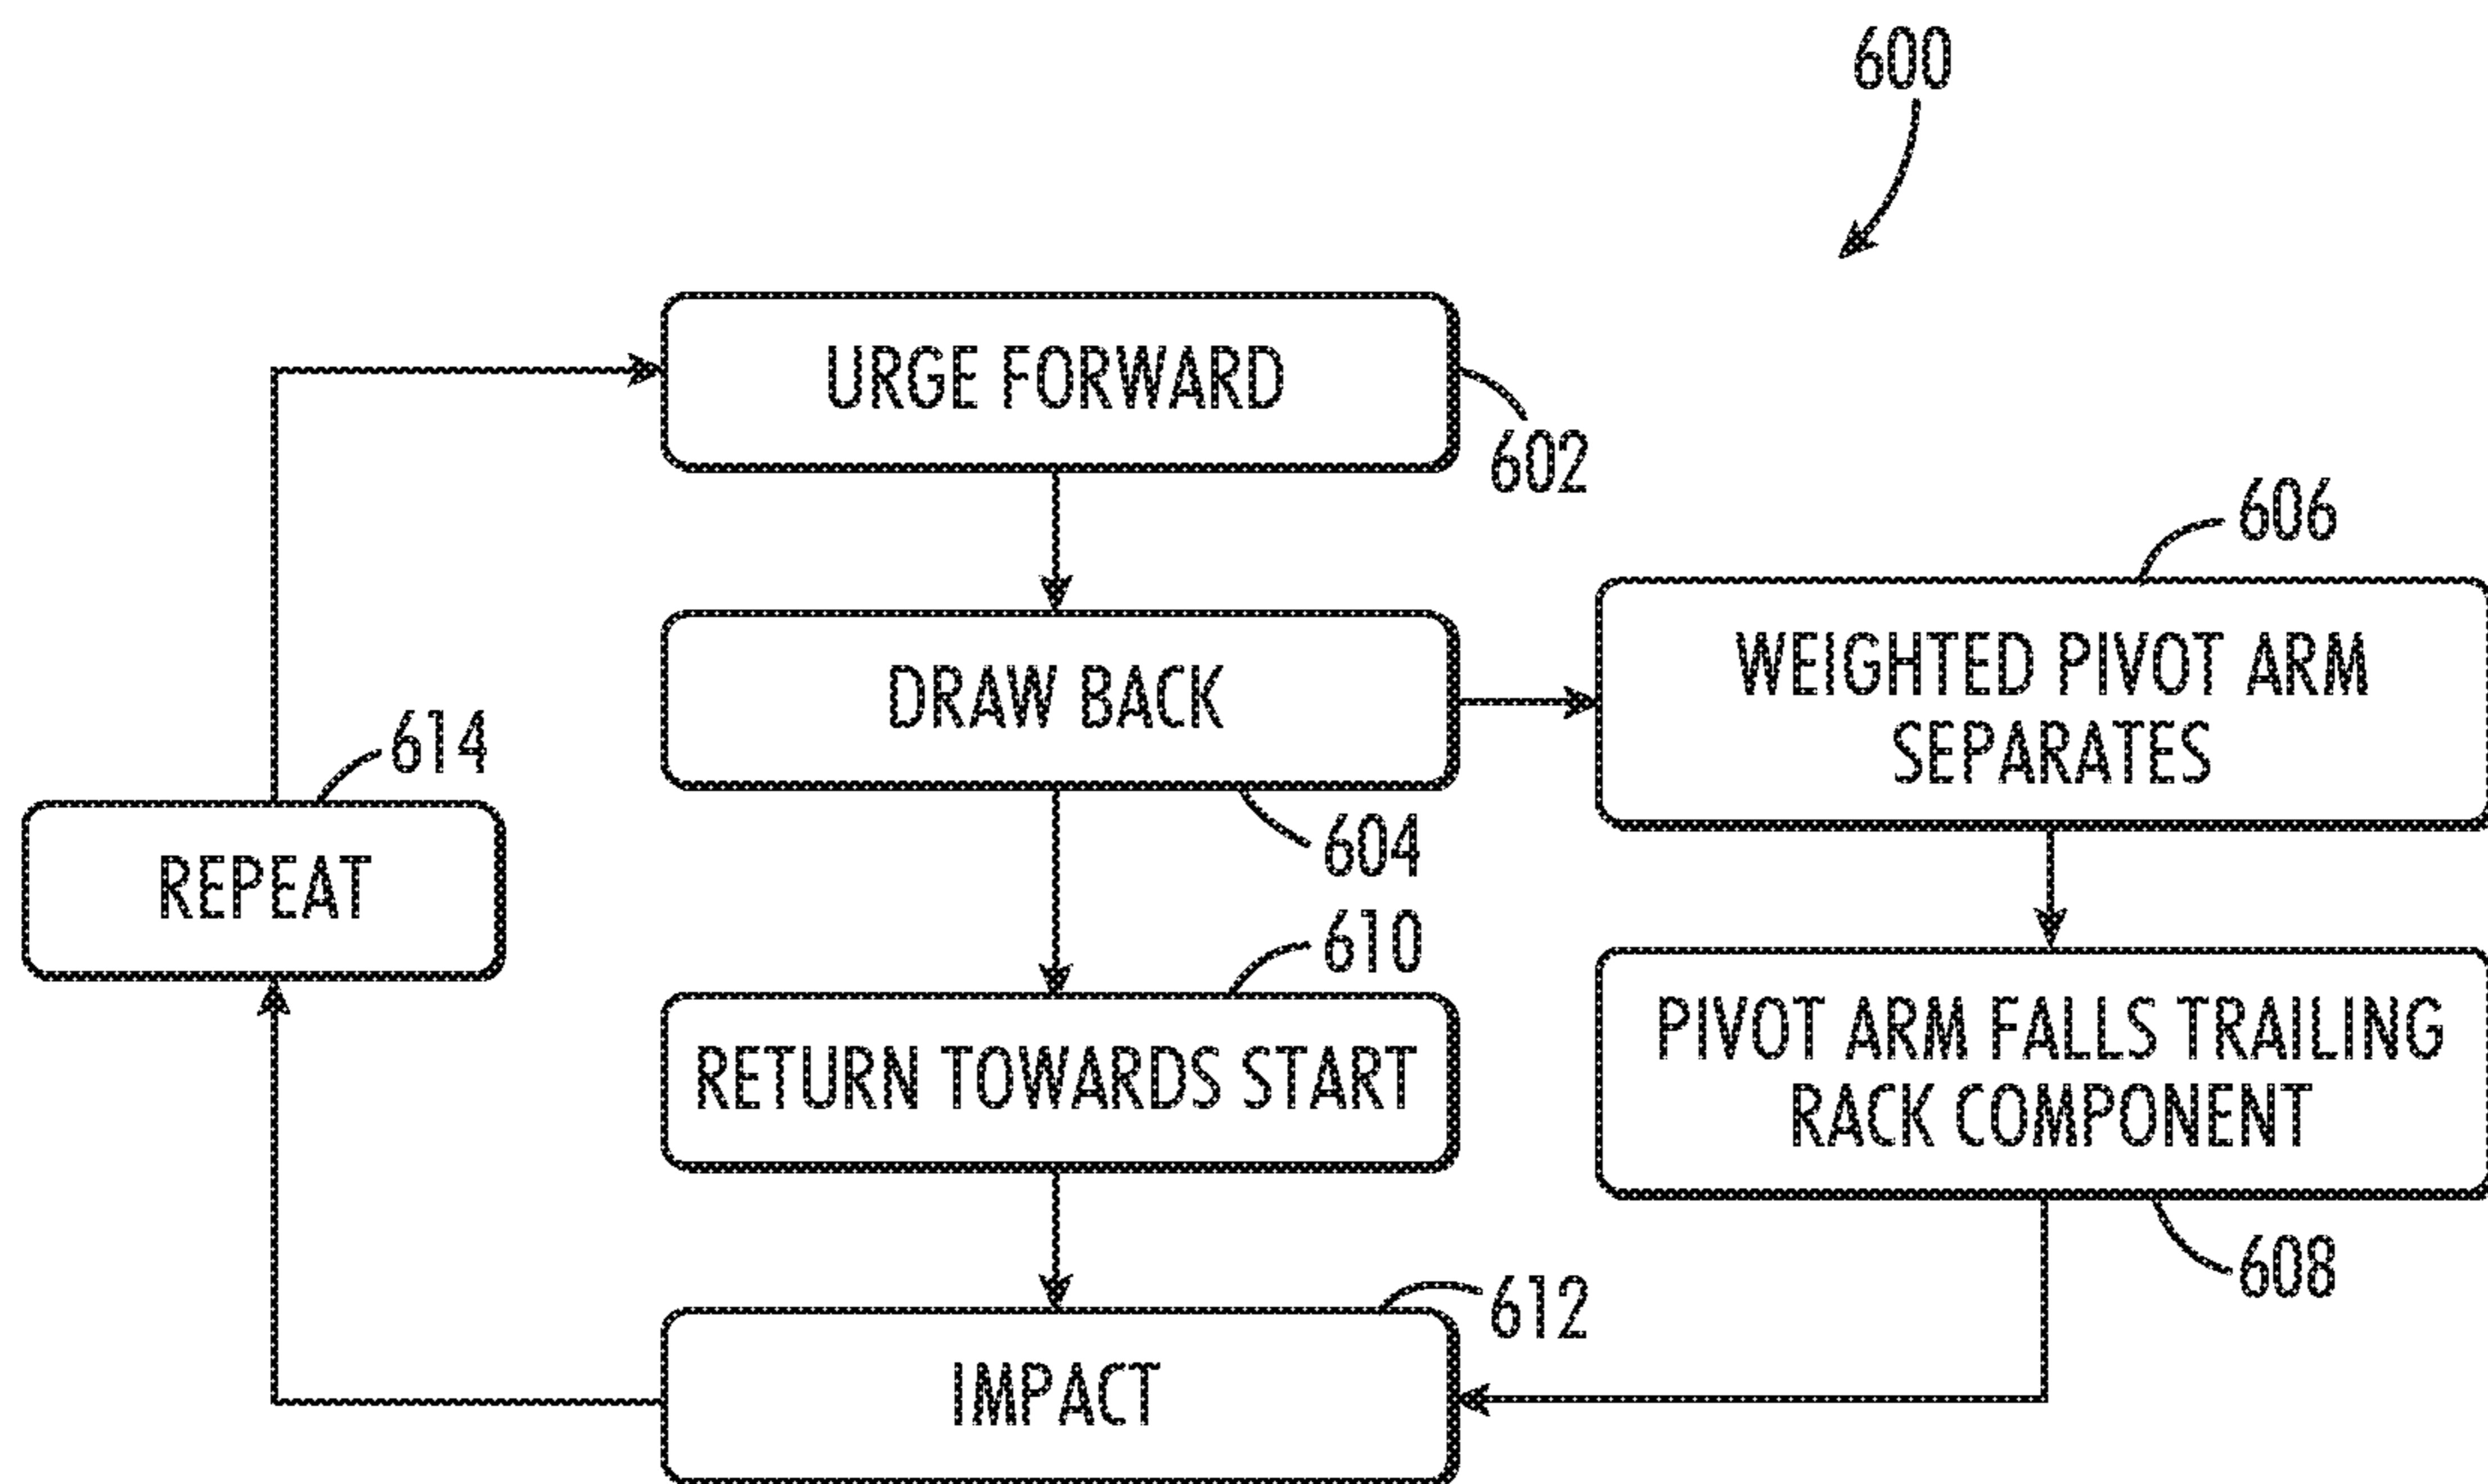 600
URGE FORWARD
602
606
DRAW BACK
WEIGHTED PIVOT ARM
SEPARATES
614
604
REPEAT
610
RETURN TOWARDS START
PIVOT ARM FALLS TRAILING
RACK COMPONENT
608
612
IMPACT